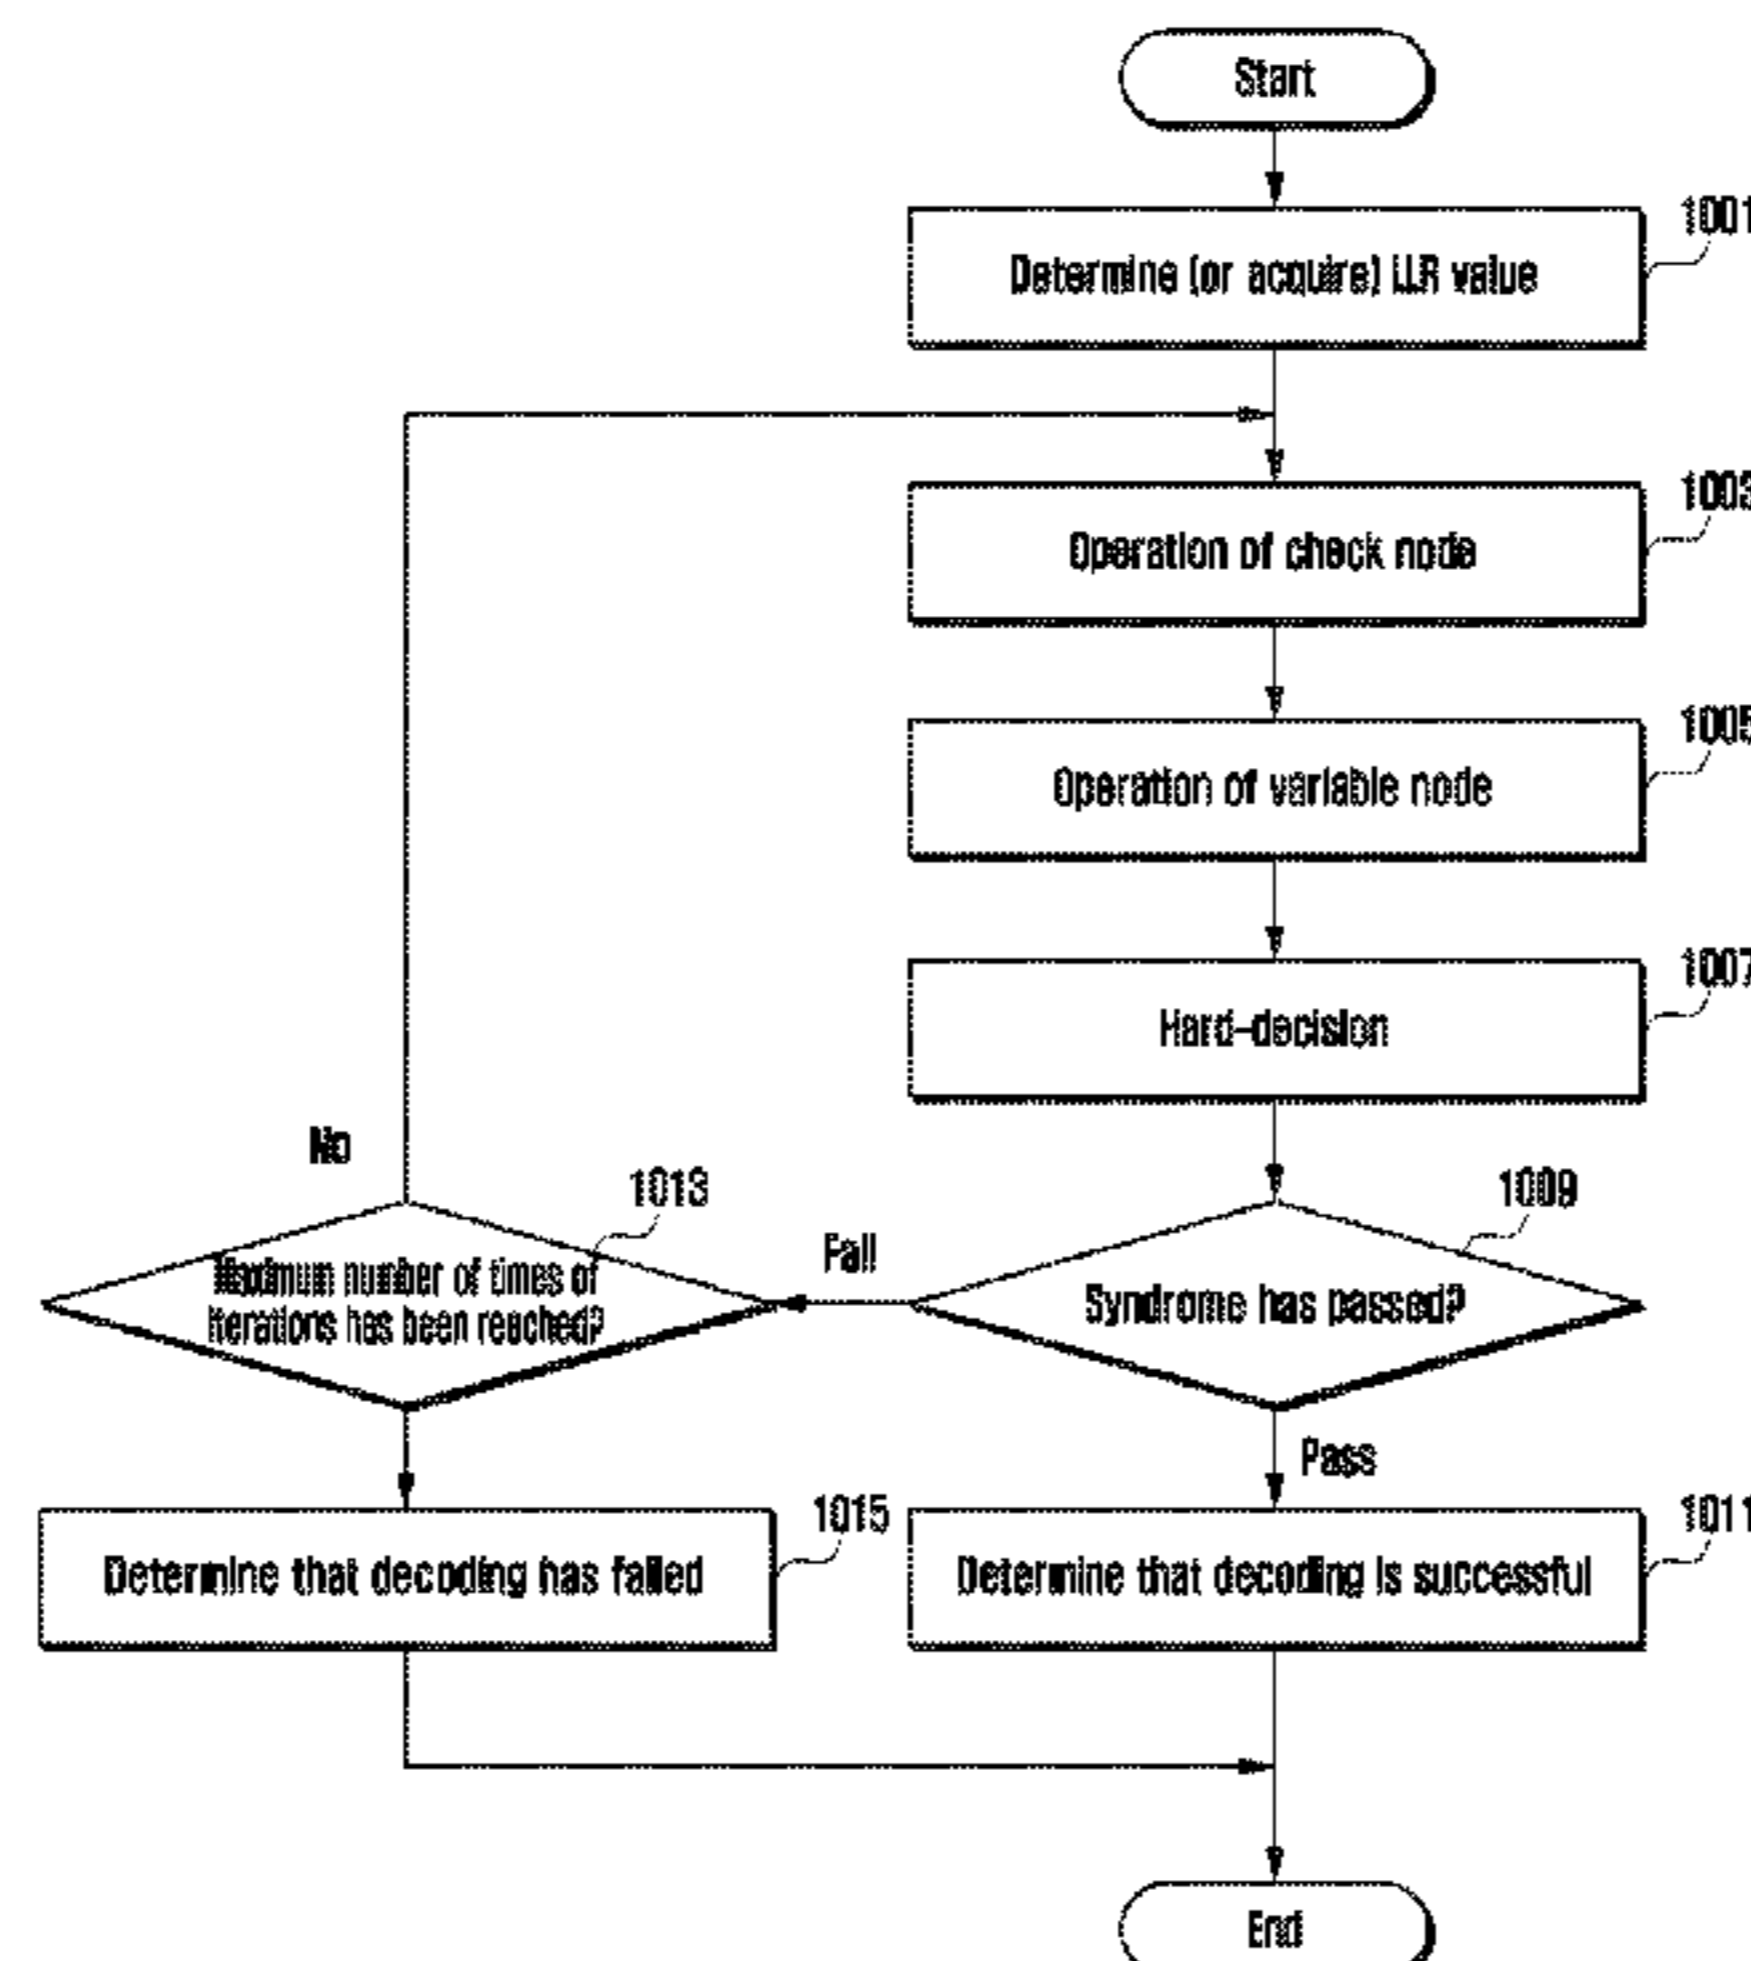 Start
1001
Determine (or acquire) LLR value
1003
Operation of check node
1005
Operation of variable node
1007
Hard-decision
No
1013
Maximum number of times of
iterations has been reached?
Fail
1009
Syndrome has passed?
Pass
1015
Determine that decoding has failed
1011
Determine that decoding is successful
End